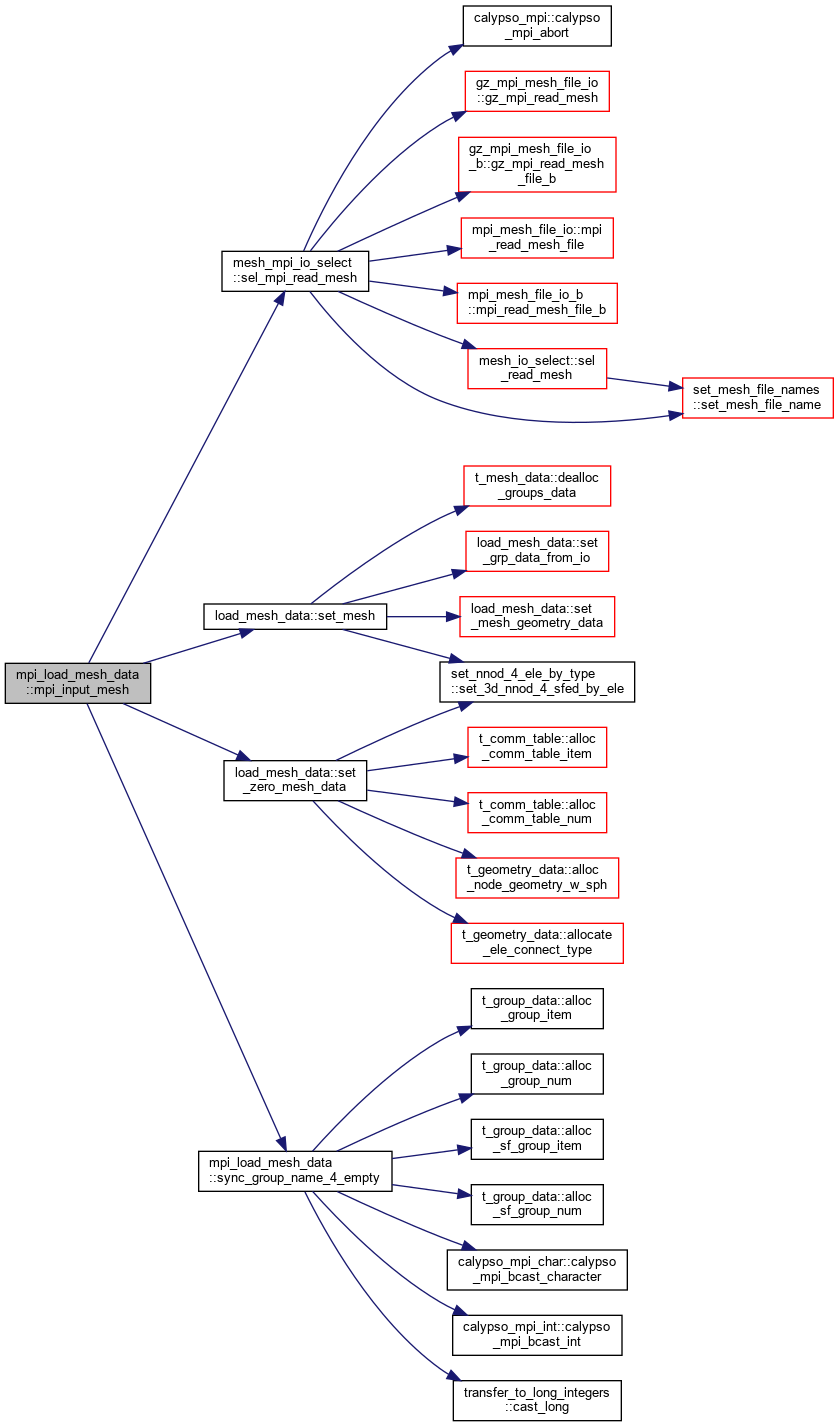 calypso_mpi::calypso
_mpi_abort
gz_mpi_mesh_file_io
::gz_mpi_read_mesh
gz_mpi_mesh_file_io
_b::gz_mpi_read_mesh
_file_b
mpi_mesh_file_io::mpi
_read_mesh_file
mesh_mpi_io_select
::sel_mpi_read_mesh
mpi_mesh_file_io_b
::mpi_read_mesh_file_b
mesh_io_select::sel
_read_mesh
set_mesh_file_names
::set_mesh_file_name
t_mesh_data::dealloc
_groups_data
load_mesh_data::set
_grp_data_from_io
load_mesh_data::set_mesh
load_mesh_data::set
_mesh_geometry_data
mpi_load_mesh_data
::mpi_input_mesh
set_nnod_4_ele_by_type
::set_3d_nnod_4_sfed_by_ele
t_comm_table::alloc
_comm_table_item
load_mesh_data::set
_zero_mesh_data
t_comm_table::alloc
_comm_table_num
t_geometry_data::alloc
_node_geometry_w_sph
t_geometry_data::allocate
_ele_connect_type
t_group_data::alloc
_group_item
t_group_data::alloc
_group_num
t_group_data::alloc
_sf_group_item
mpi_load_mesh_data
::sync_group_name_4_empty
t_group_data::alloc
_sf_group_num
calypso_mpi_char::calypso
_mpi_bcast_character
calypso_mpi_int::calypso
_mpi_bcast_int
transfer_to_long_integers
::cast_long